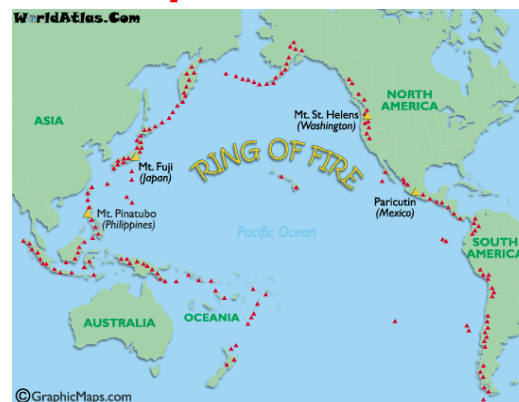 WorldAtlas.Com
NORTH
AMERICA
Mt. St. Helens
(Washington)
ASIA
RING OF FIRE
Mt. Fuji
(Japan)
Paricutin
(Mexico)
Mt. Pinatubo
(Philippines)
Pacific Ocean
SOUTH
AMERICA
OCEANIA
AUSTRALIA
©GraphicMaps.com